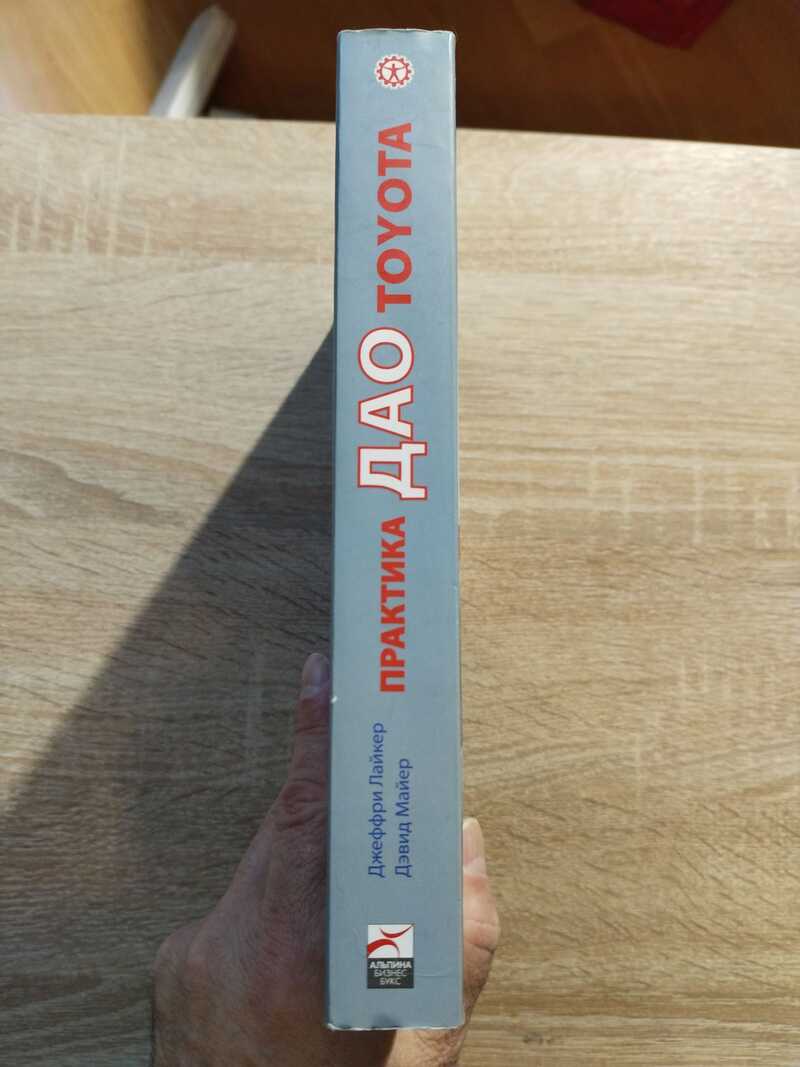 Джеффри Лайкер
Дэвид Майер
ПРАКТИКА ДАО TOYOTA
АЛЬПИНА
БИЗНЕС
БУКС